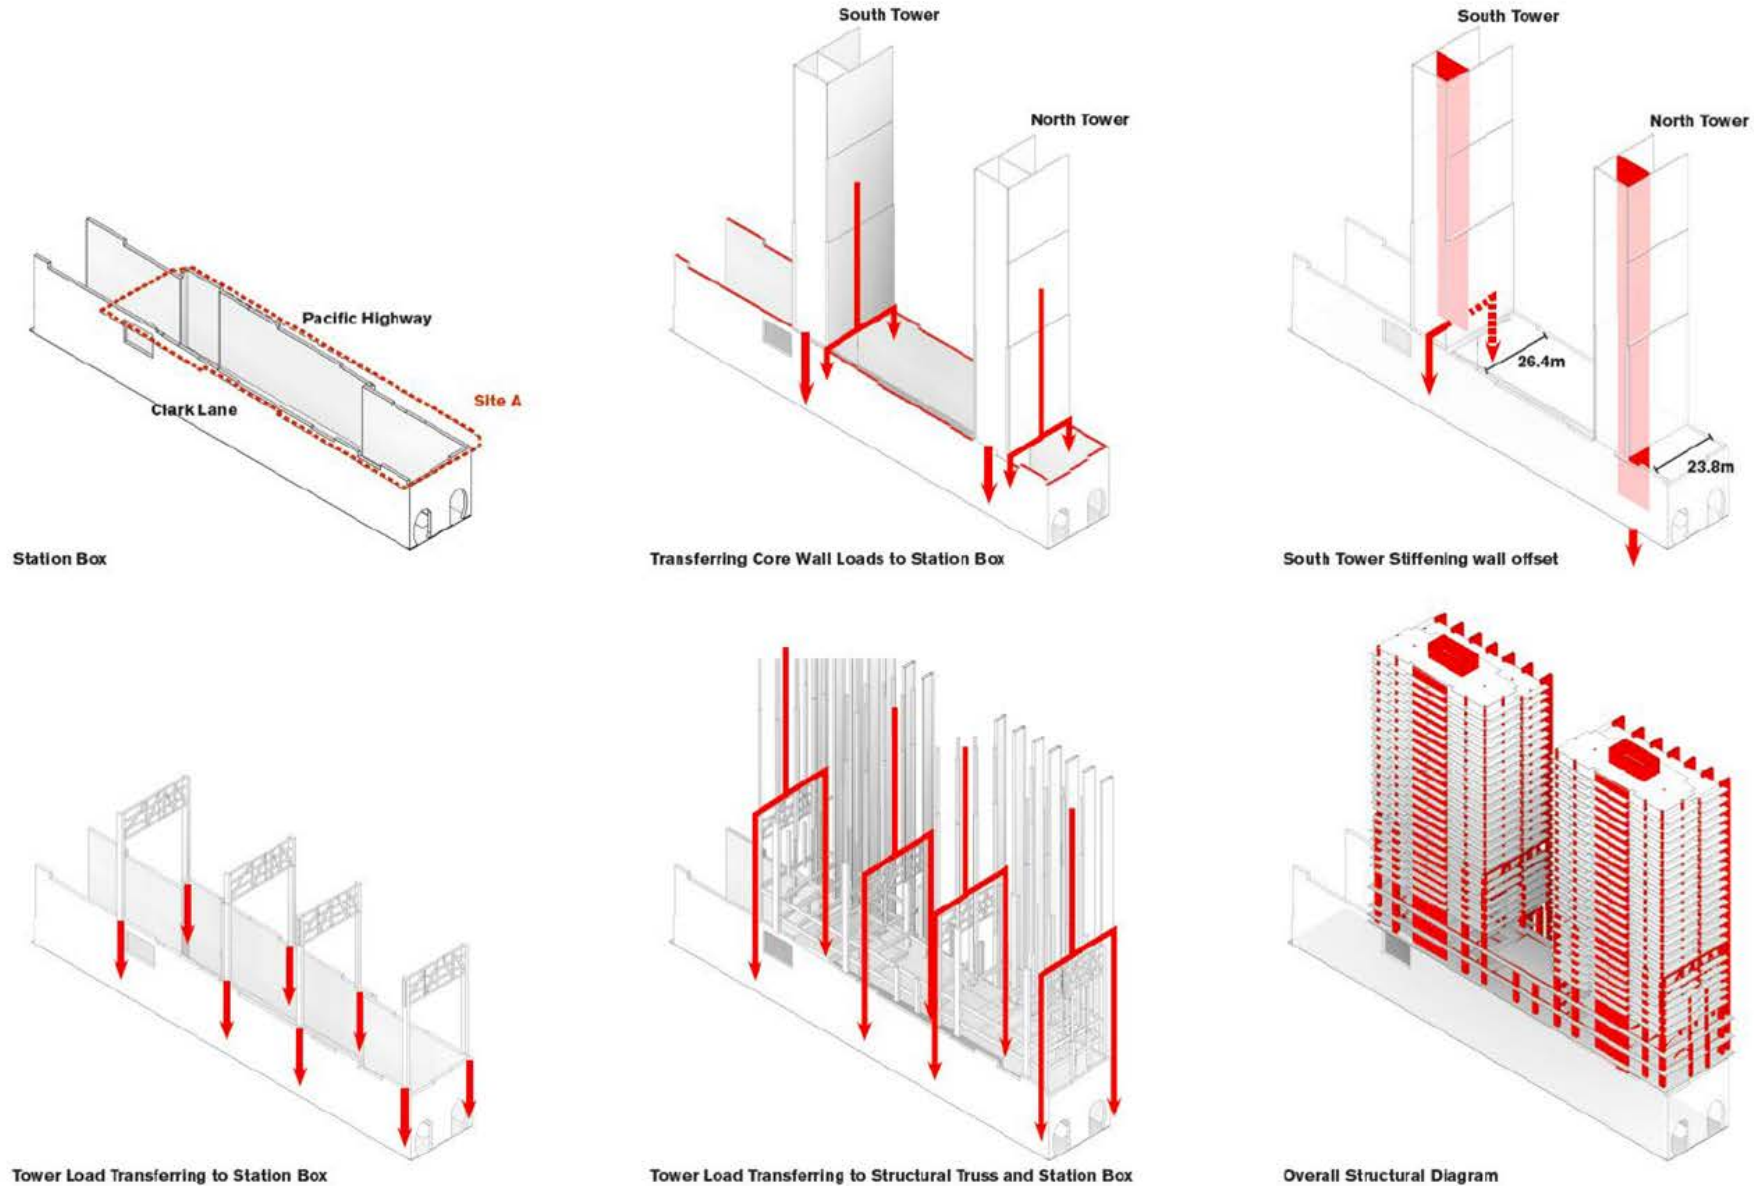 South Tower
North Tower
South Tower
North Tower
Pacific Highway
Clark Lane
Site A
26.4m
23.8m
Station Box
Transferring Core Wall Loads to Station Box
South Tower Stiffening wall offset
Tower Load Transferring to Station Box
Tower Load Transferring to Structural Truss and Station Box
Overall Structural Diagram